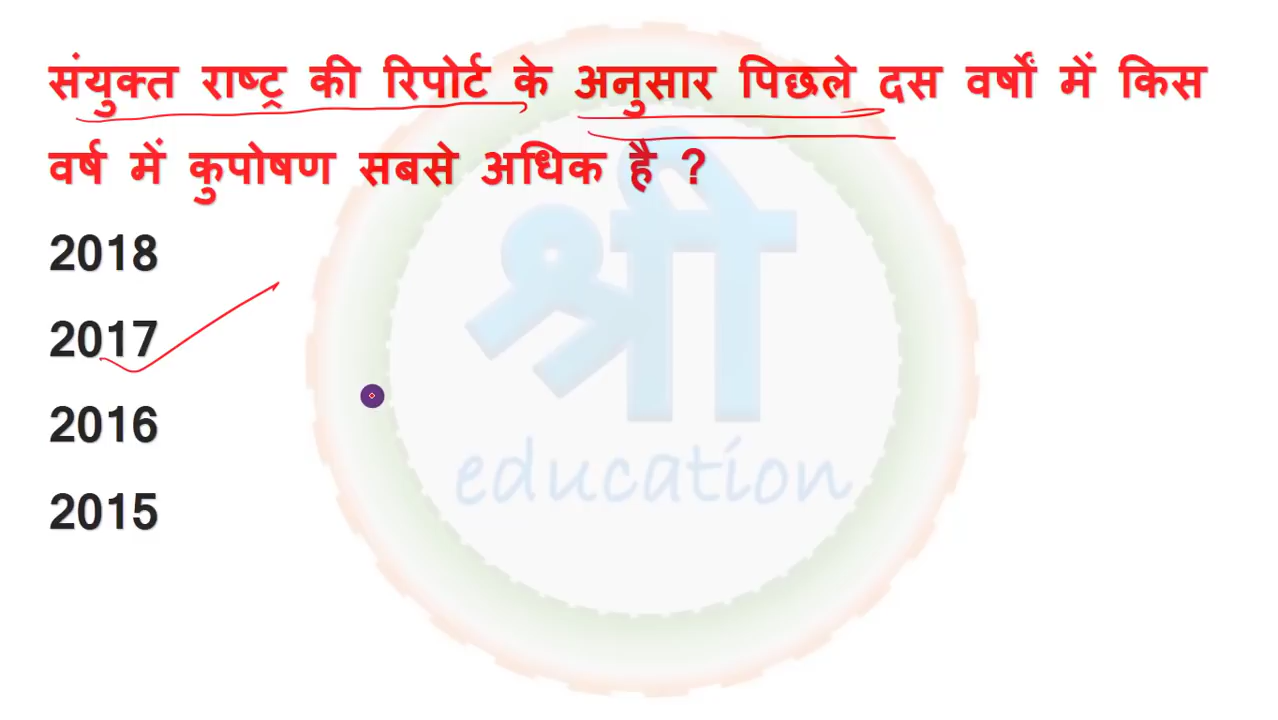 संयुक्त राष्ट्र की रिपोर्ट के अनुसार पिछले दस वर्षों में किस
वर्ष में कुपोषण सबसे अधिक है ?
2018
2017
2016
2015
श्री
education